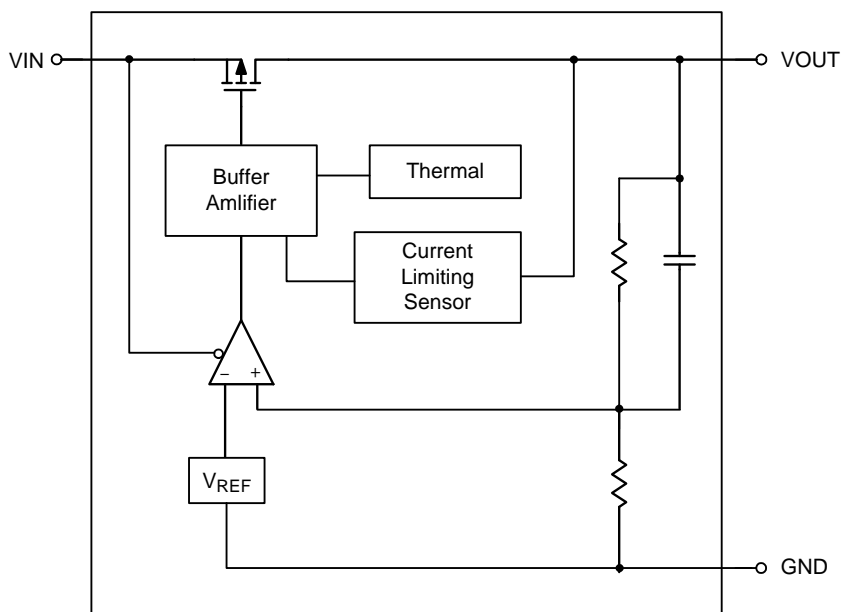 VIN
VOUT
Buffer
Amlifier
Thermal
Current
Limiting
Sensor
– +
VREF
GND